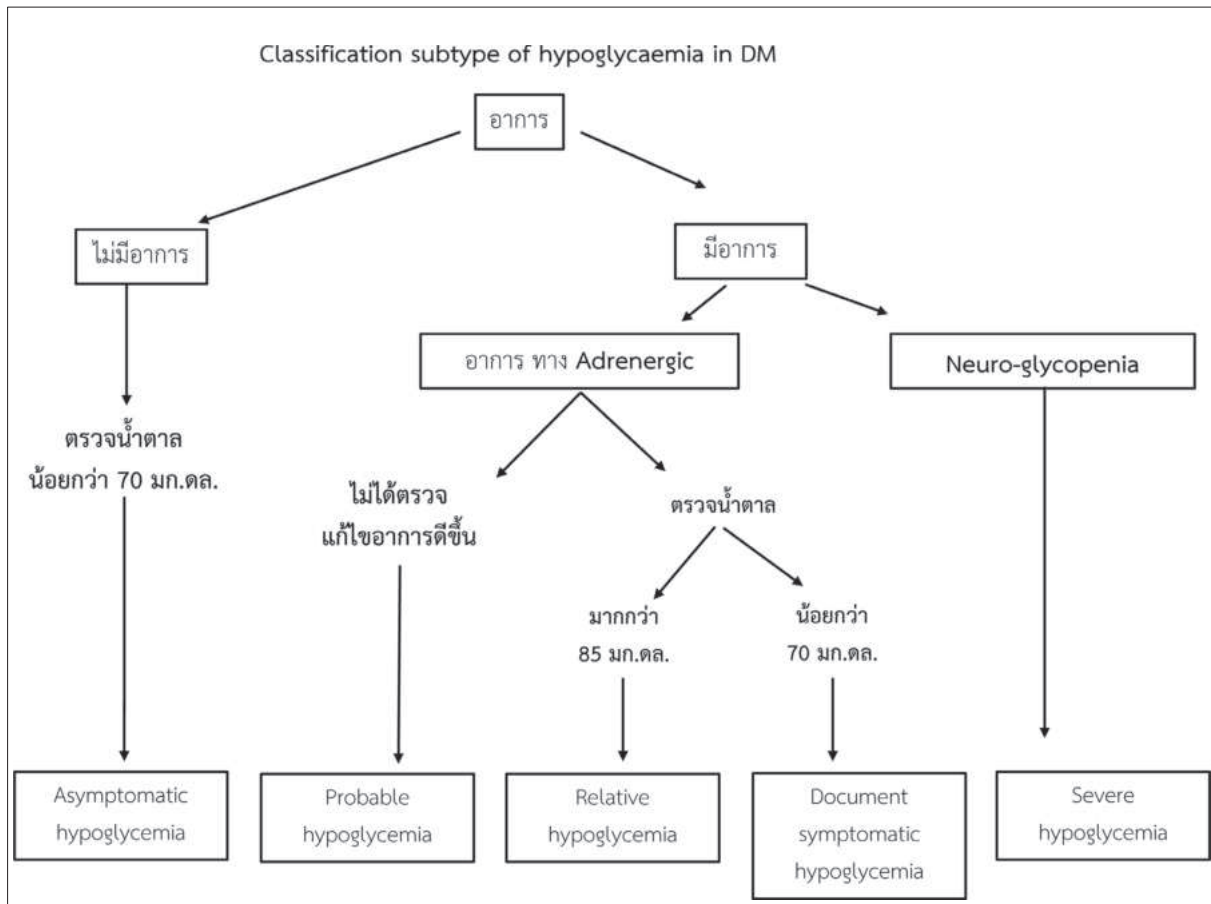 Classification subtype of hypoglycaemia in DM
อาการ
ไม่มีอาการ
มีอาการ
อาการ ทาง Adrenergic
Neuro-glycopenia
ตรวจน้ำตาล
น้อยกว่า 70 มก.ดล.
ไม่ได้ตรวจ
แก้ไขอาการดีขึ้น
ตรวจน้ำตาล
มากกว่า
85 มก.ดล.
น้อยกว่า
70 มก.ดล.
Asymptomatic
hypoglycemia
Probable
hypoglycemia
Relative
hypoglycemia
Document
symptomatic
hypoglycemia
Severe
hypoglycemia